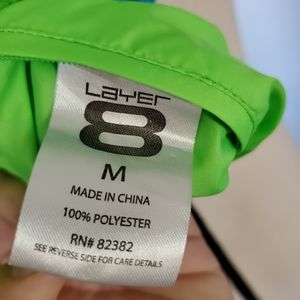 Layer
8
M
MADE IN CHINA
100% POLYESTER
RN# 82382
SEE REVERSE SIDE FOR CARE DETAILS